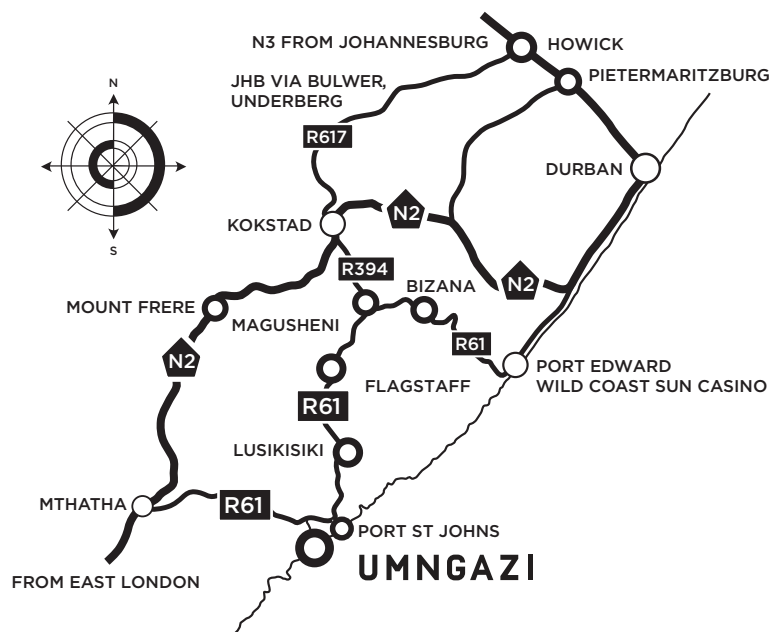 N3 FROM JOHANNESBURG
HOWICK
PIETERMARITZBURG
JHB VIA BULWER,
UNDERBERG
N
R617
DURBAN
KOKSTAD
N2
S
R394
N2
BIZANA
MOUNT FRERE
MAGUSHENI
R61
N2
PORT EDWARD
WILD COAST SUN CASINO
FLAGSTAFF
R61
LUSIKISIKI
MTHATHA
R61
PORT ST JOHNS
UMNGAZI
FROM EAST LONDON